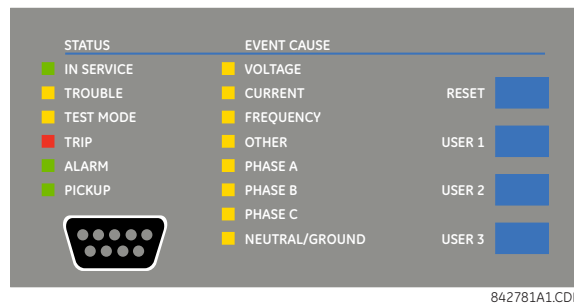 STATUS EVENT CAUSE
IN SERVICE VOLTAGE
TROUBLE CURRENT RESET
TEST MODE FREQUENCY
TRIP OTHER USER 1
ALARM PHASE A
PICKUP PHASE B USER 2
PHASE C
NEUTRAL/GROUND USER 3
842781A1.CD